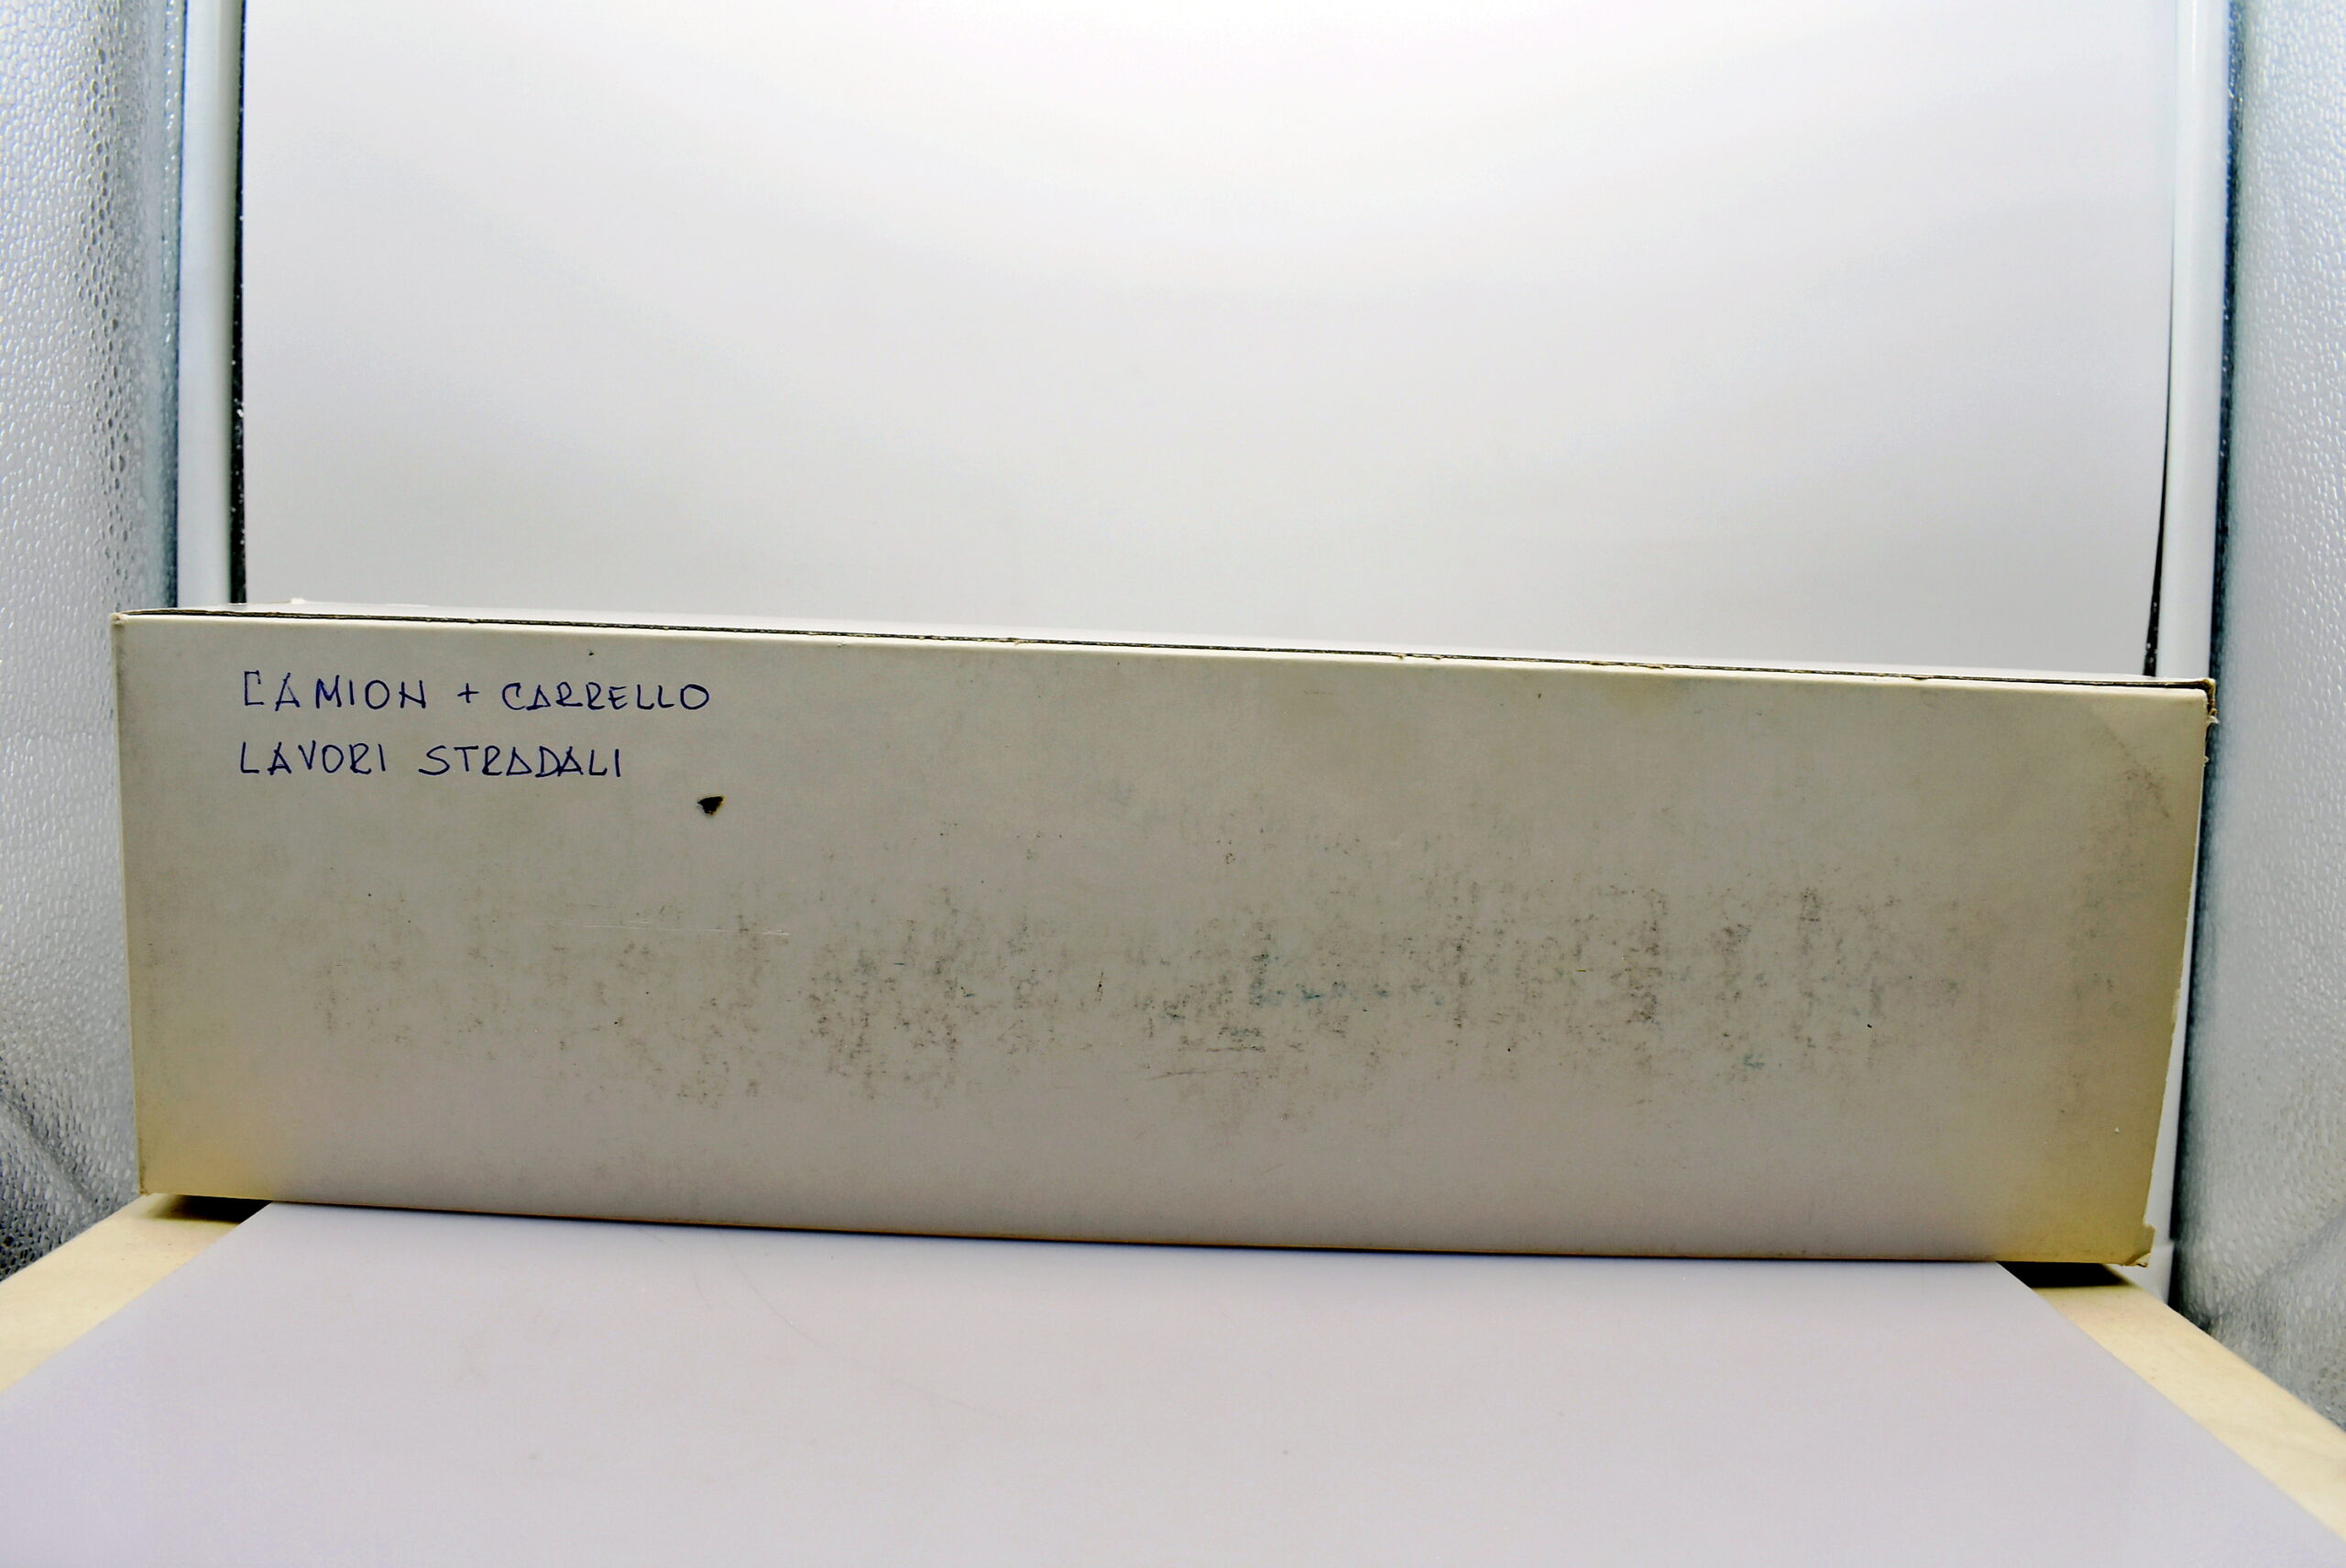 CAMION + CARRELLO
LAVORI STRADALI